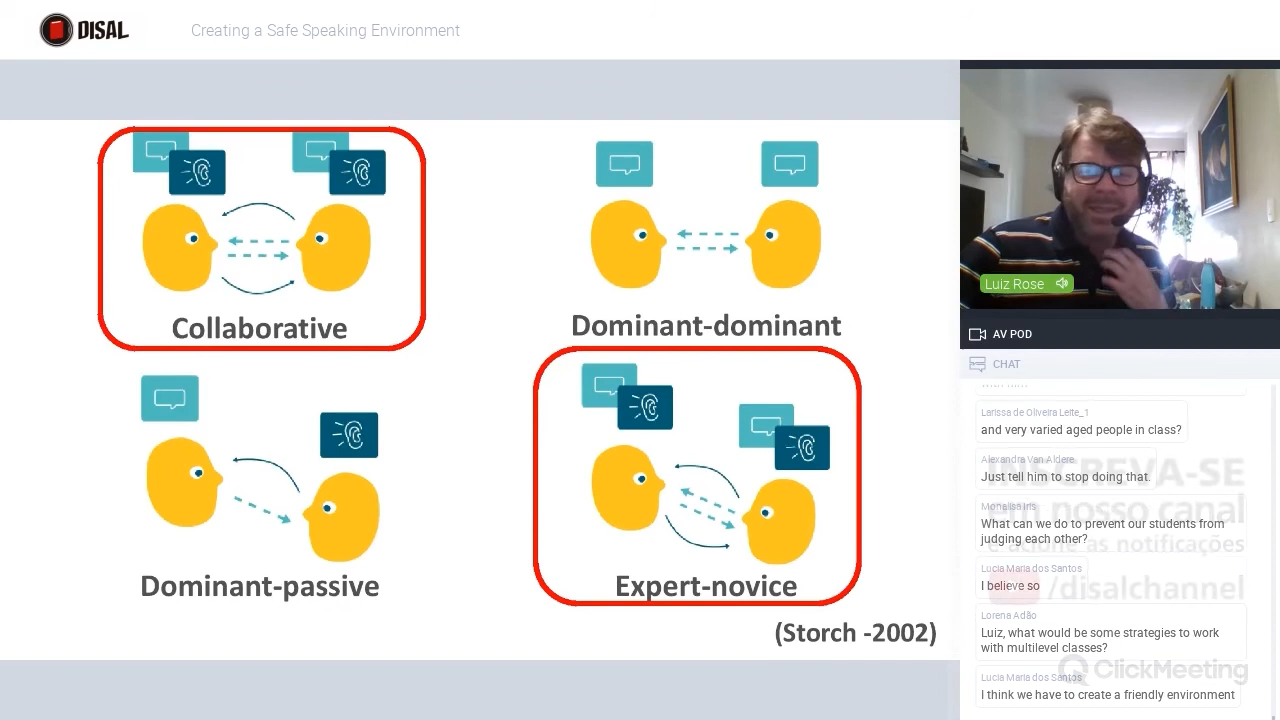 DISAL
Creating a Safe Speaking Environment
Collaborative
Dominant-dominant
Dominant-passive
Expert-novice
(Storch -2002)
Luiz Rose
AV POD
CHAT
Larissa de Oliveira Leite_1
and very varied aged people in class?
Alexandra Van Aldere
Just tell him to stop doing that.
Monalisa Iris
What can we do to prevent our students from
judging each other?
Lucia Maria dos Santos
I believe so
Lorena Adão
Luiz, what would be some strategies to work
with multilevel classes?
Lucia Maria dos Santos
I think we have to create a friendly environment
INSCREVA-SE
em nosso canal
e acione as notificações
/disalchannel
ClickMeeting